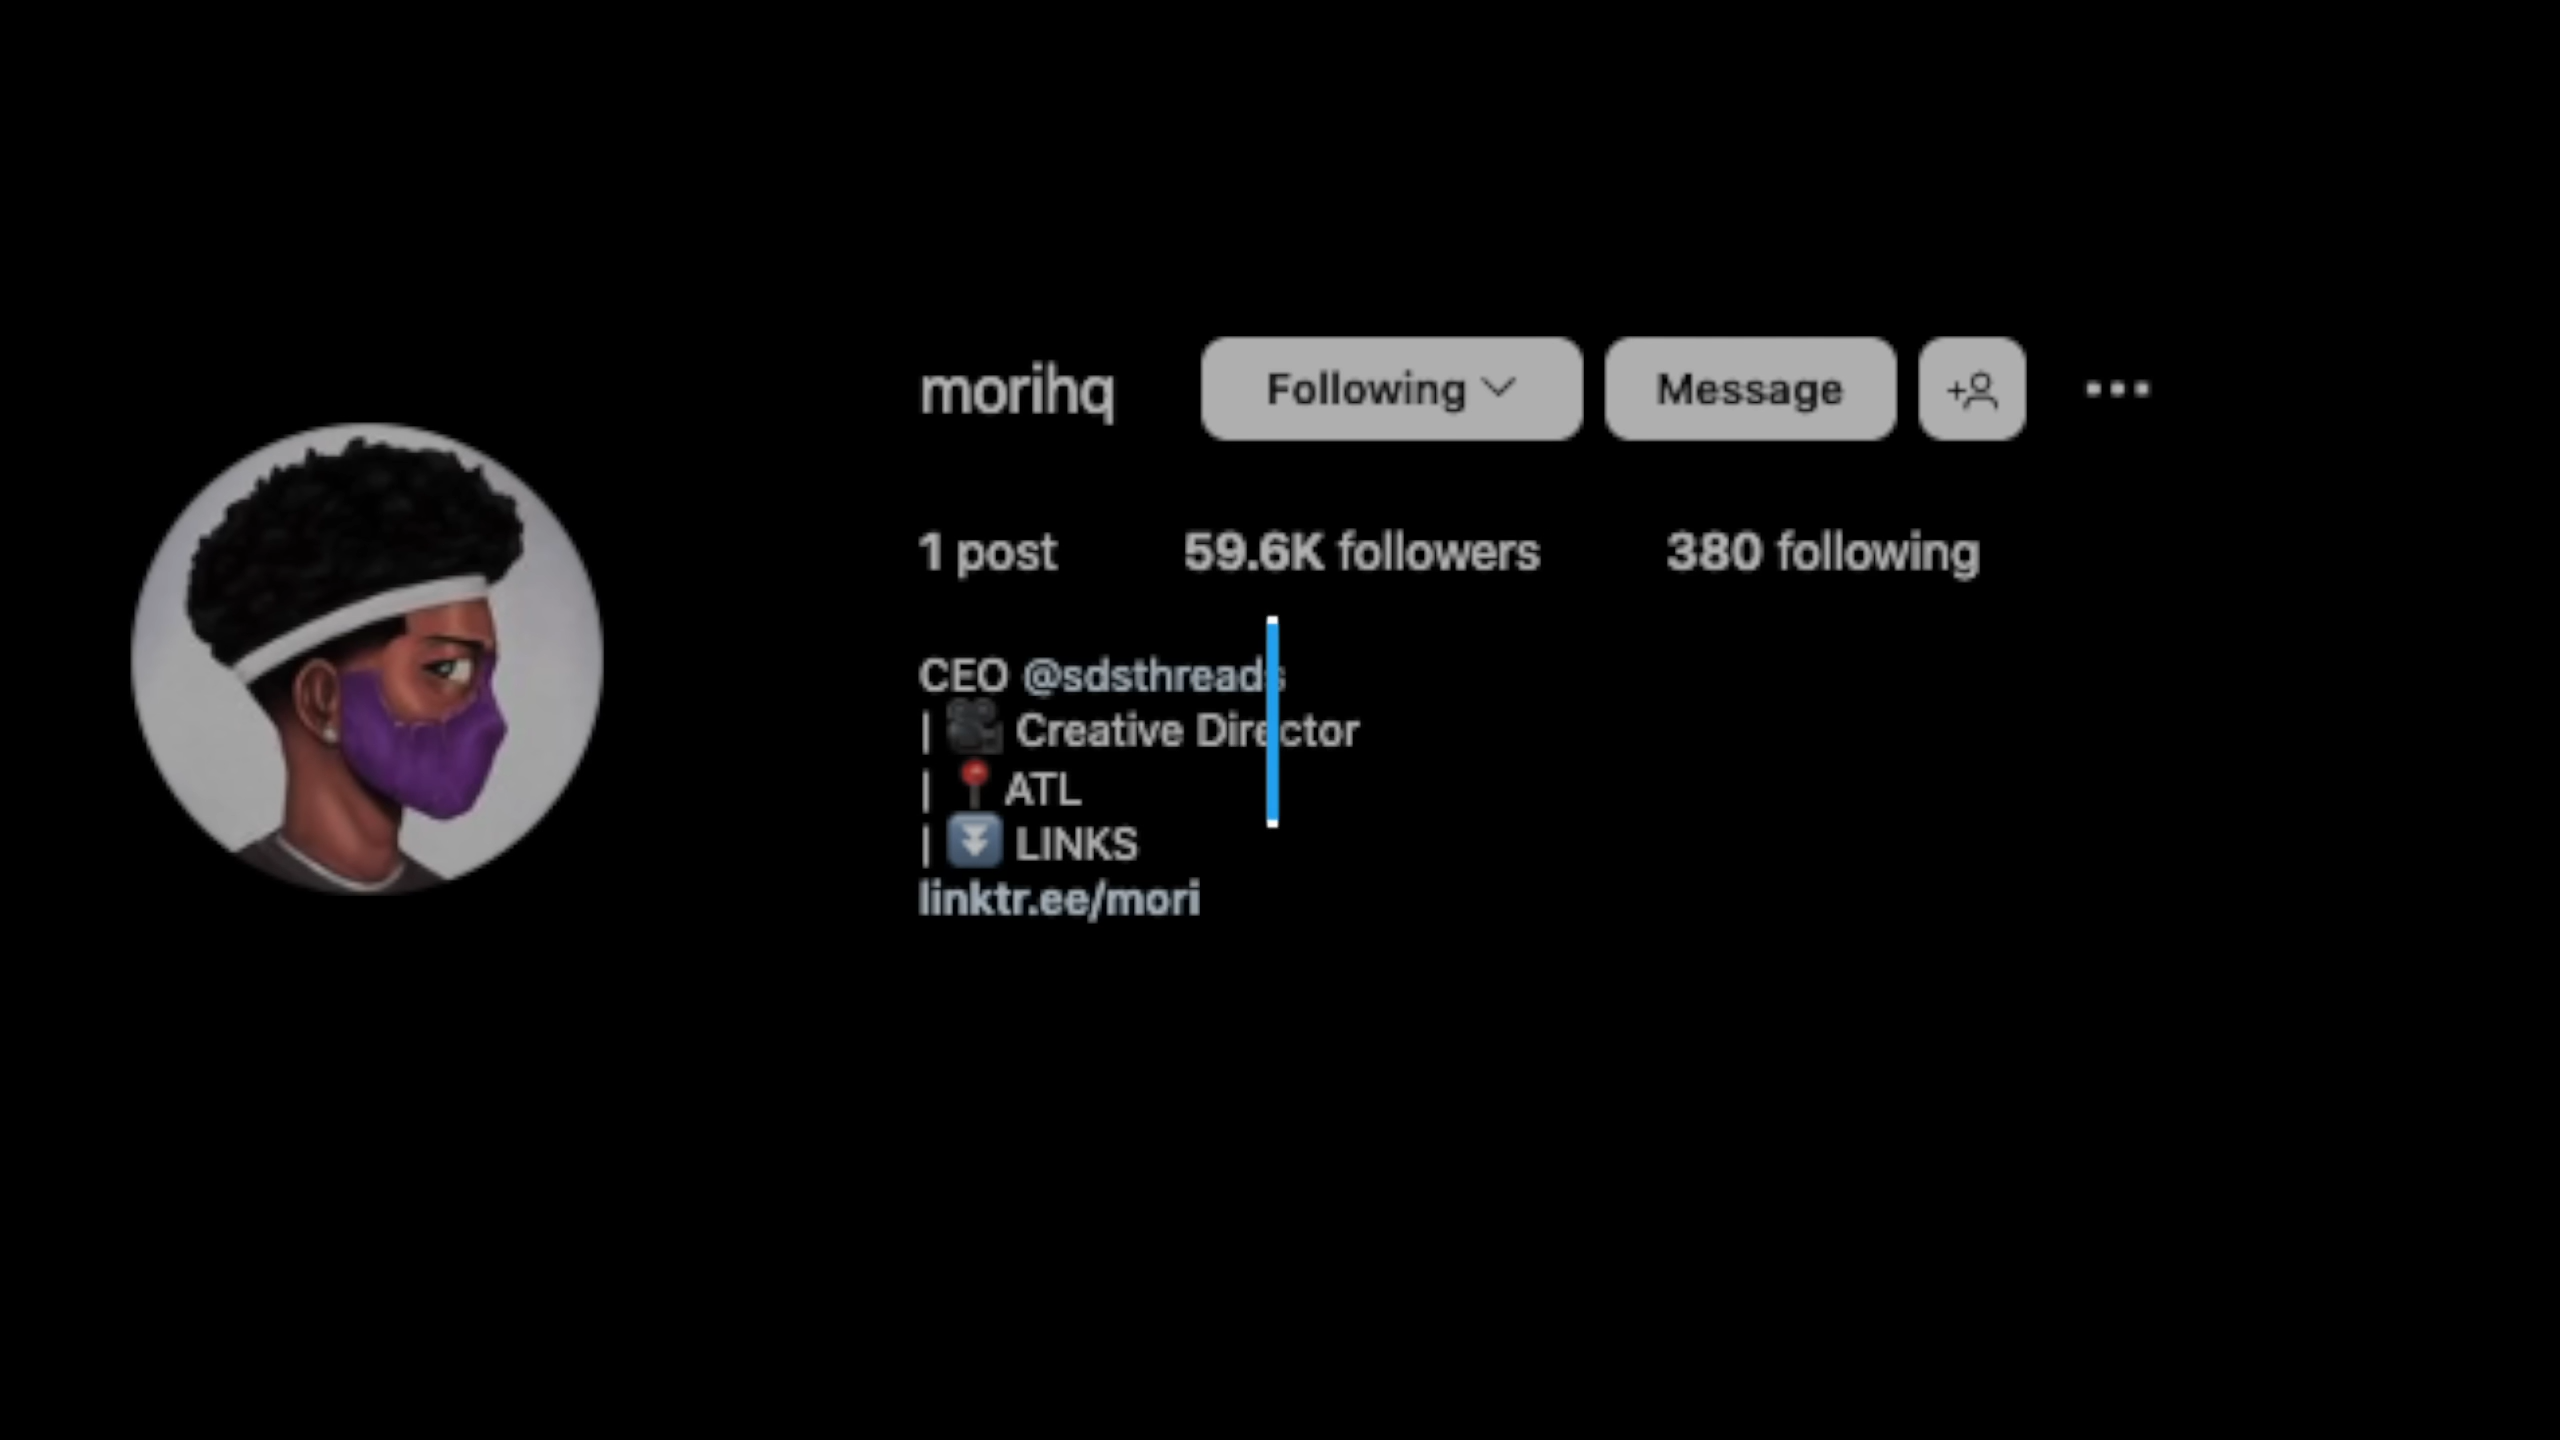 morihq Following Message
1 post 59.6K followers 380 following
CEO @sdsthreads
| 🎥 Creative Director
| 📍 ATL
| ⏬ LINKS
linktr.ee/mori